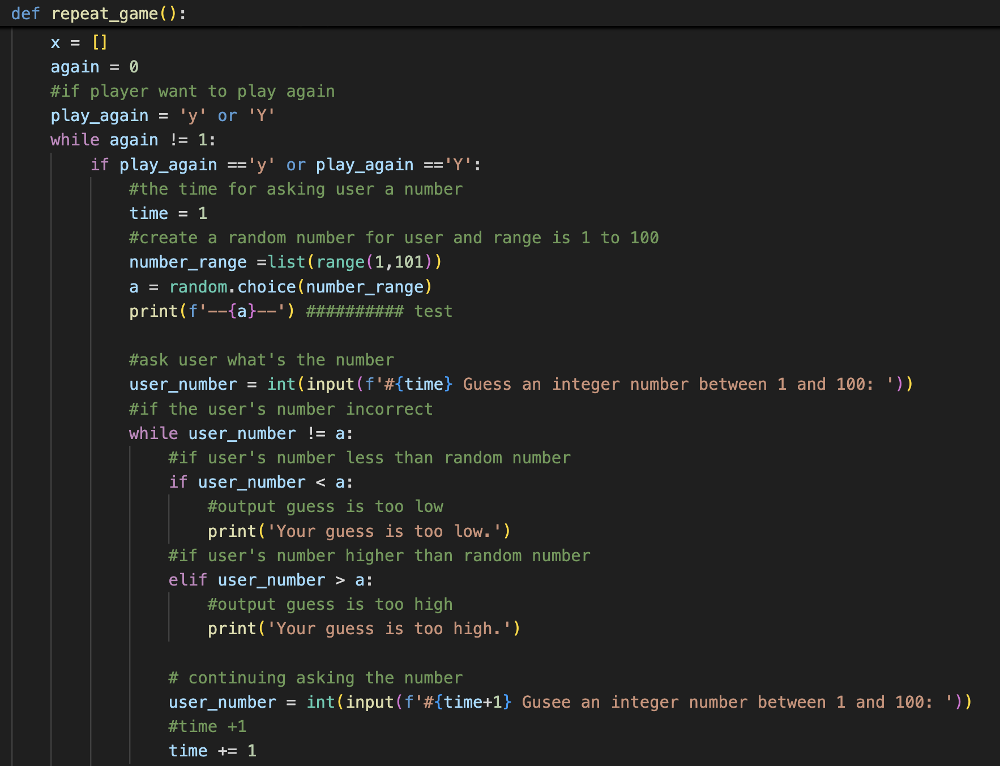 def repeat_game():
x = []
again = 0
#if player want to play again
play_again = 'y' or 'Y'
while again != 1:
if play_again =='y' or play_again =='Y':
#the time for asking user a number
time = 1
#create a random number for user and range is 1 to 100
number_range =list(range(1,101))
a = random.choice(number_range)
print(f'--{a}--') ########## test
#ask user what's the number
user_number = int(input(f'#{time} Guess an integer number between 1 and 100: '))
#if the user's number incorrect
while user_number != a:
#if user's number less than random number
if user_number < a:
#output guess is too low
print('Your guess is too low.')
#if user's number higher than random number
elif user_number > a:
#output guess is too high
print('Your guess is too high.')
# continuing asking the number
user_number = int(input(f'#{time+1} Gusee an integer number between 1 and 100: '))
#time +1
time += 1